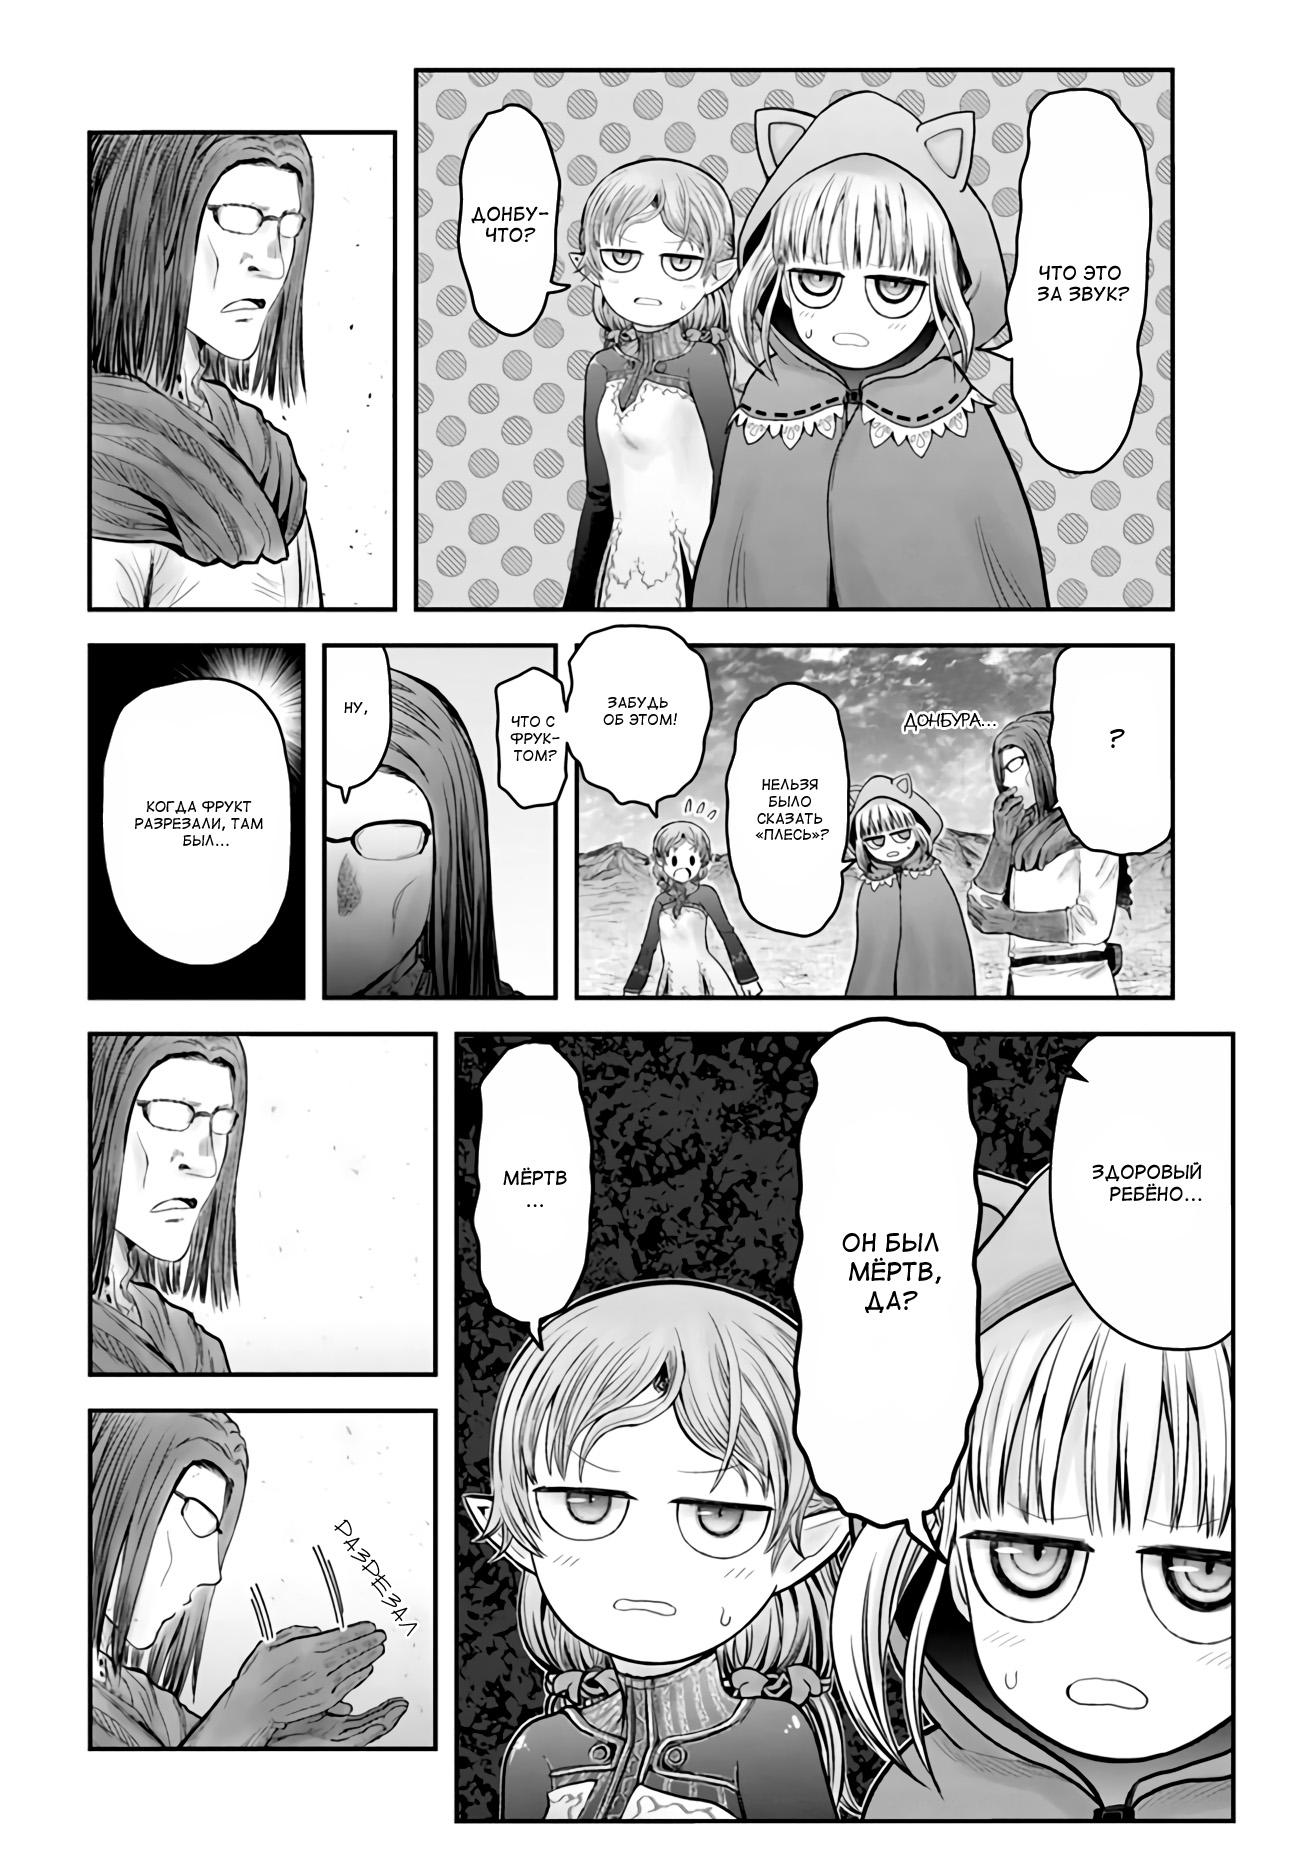 ЧТО ЭТО
ЗА ЗВУК?
ДОНБУ-
ЧТО?
?
ДОНБУРА...
НЕЛЬЗЯ
БЫЛО
СКАЗАТЬ
«ПЛЕСЬ»?
ЗАБУДЬ
ОБ ЭТОМ!
ЧТО С
ФРУК-
ТОМ?
НУ,
КОГДА ФРУКТ
РАЗРЕЗАЛИ, ТАМ
БЫЛ...
ЗДОРОВЫЙ
РЕБЁНО...
ОН БЫЛ
МЁРТВ,
ДА?
МЁРТВ
...
РАЗРЕЗАЛ